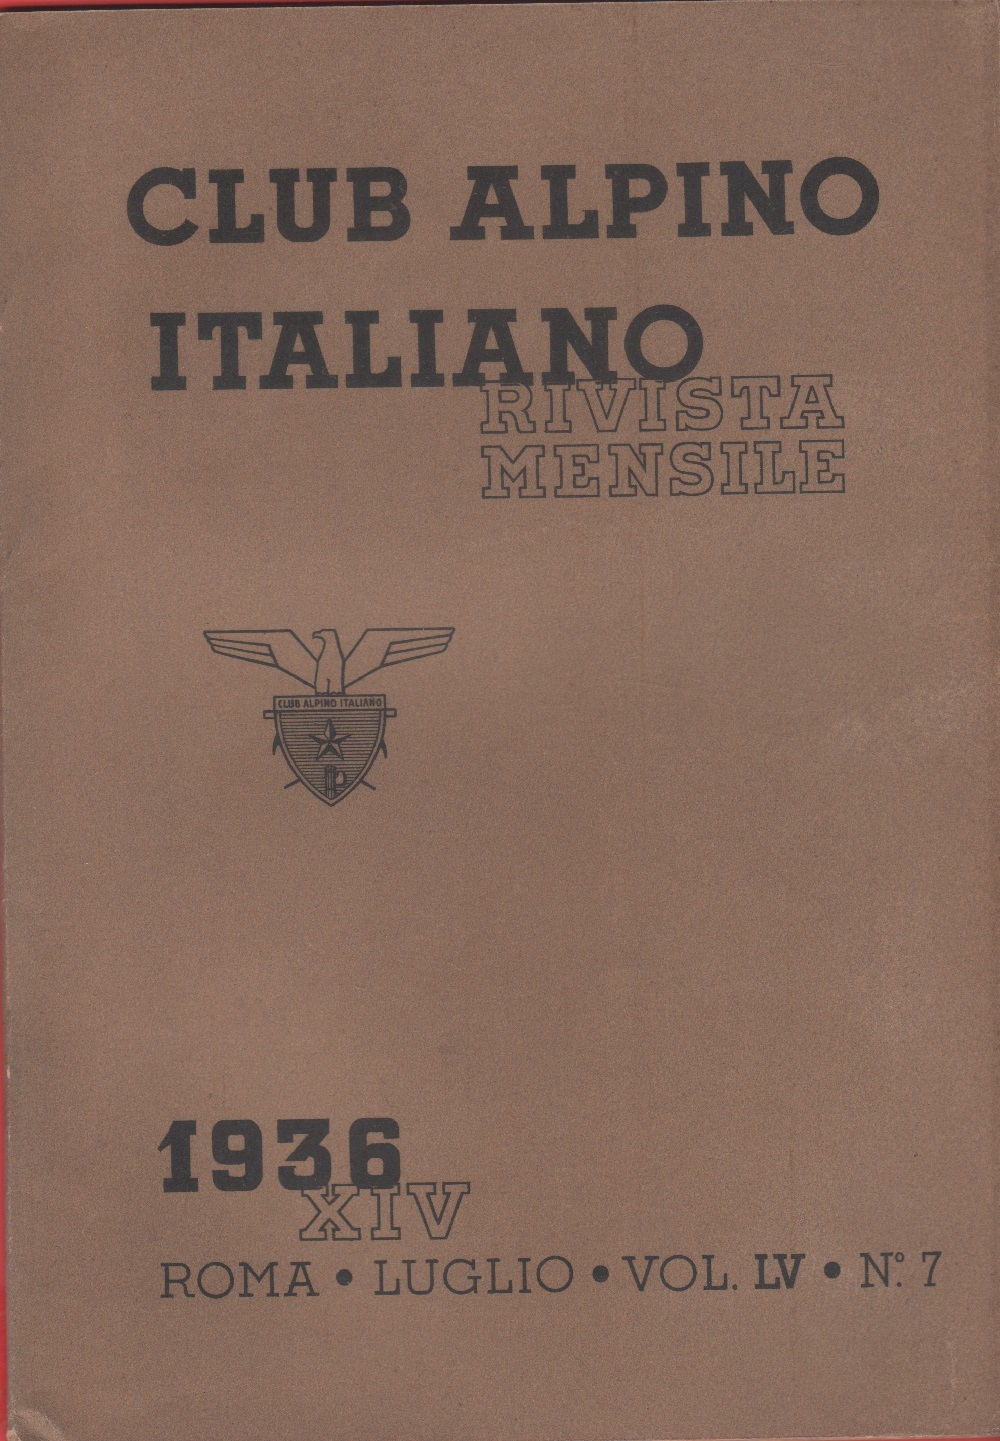 CLUB ALPINO
ITALIANO
RIVISTA
MENSILE
CLUB ALPINO ITALIANO
1936
XIV
ROMA • LUGLIO • VOL. LV • N.° 7